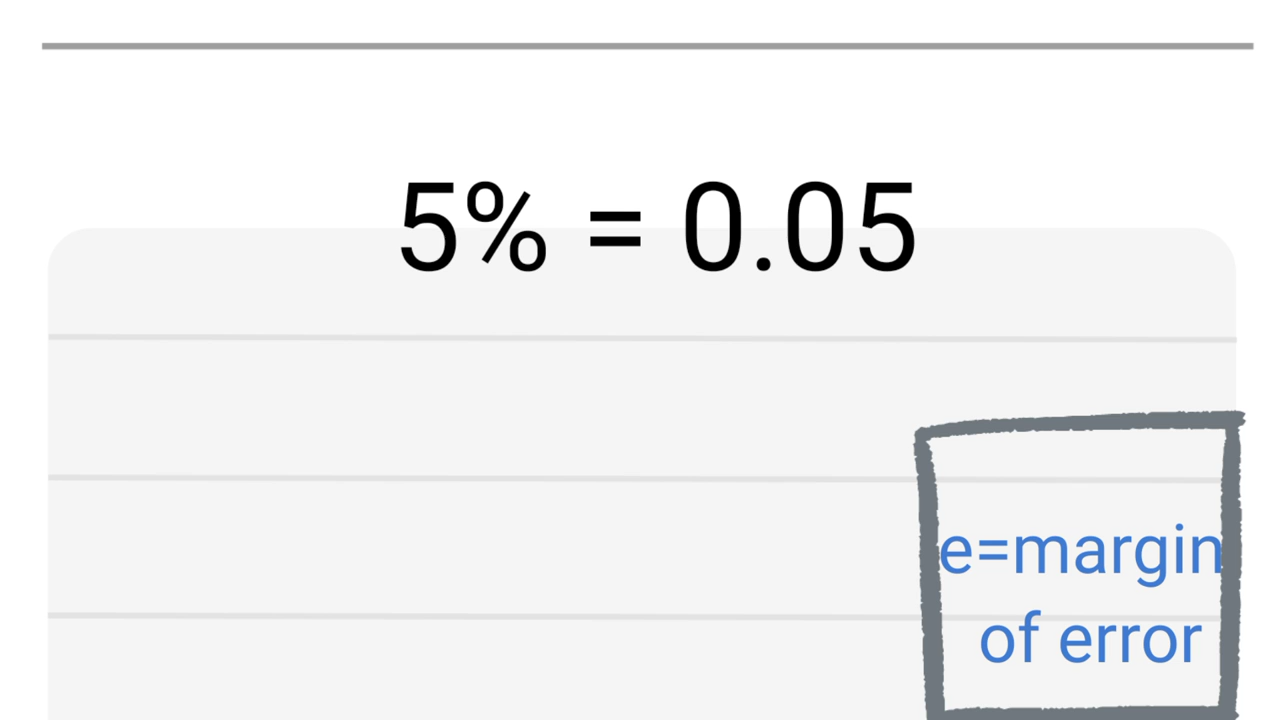 5% = 0.05
e=margin
of error